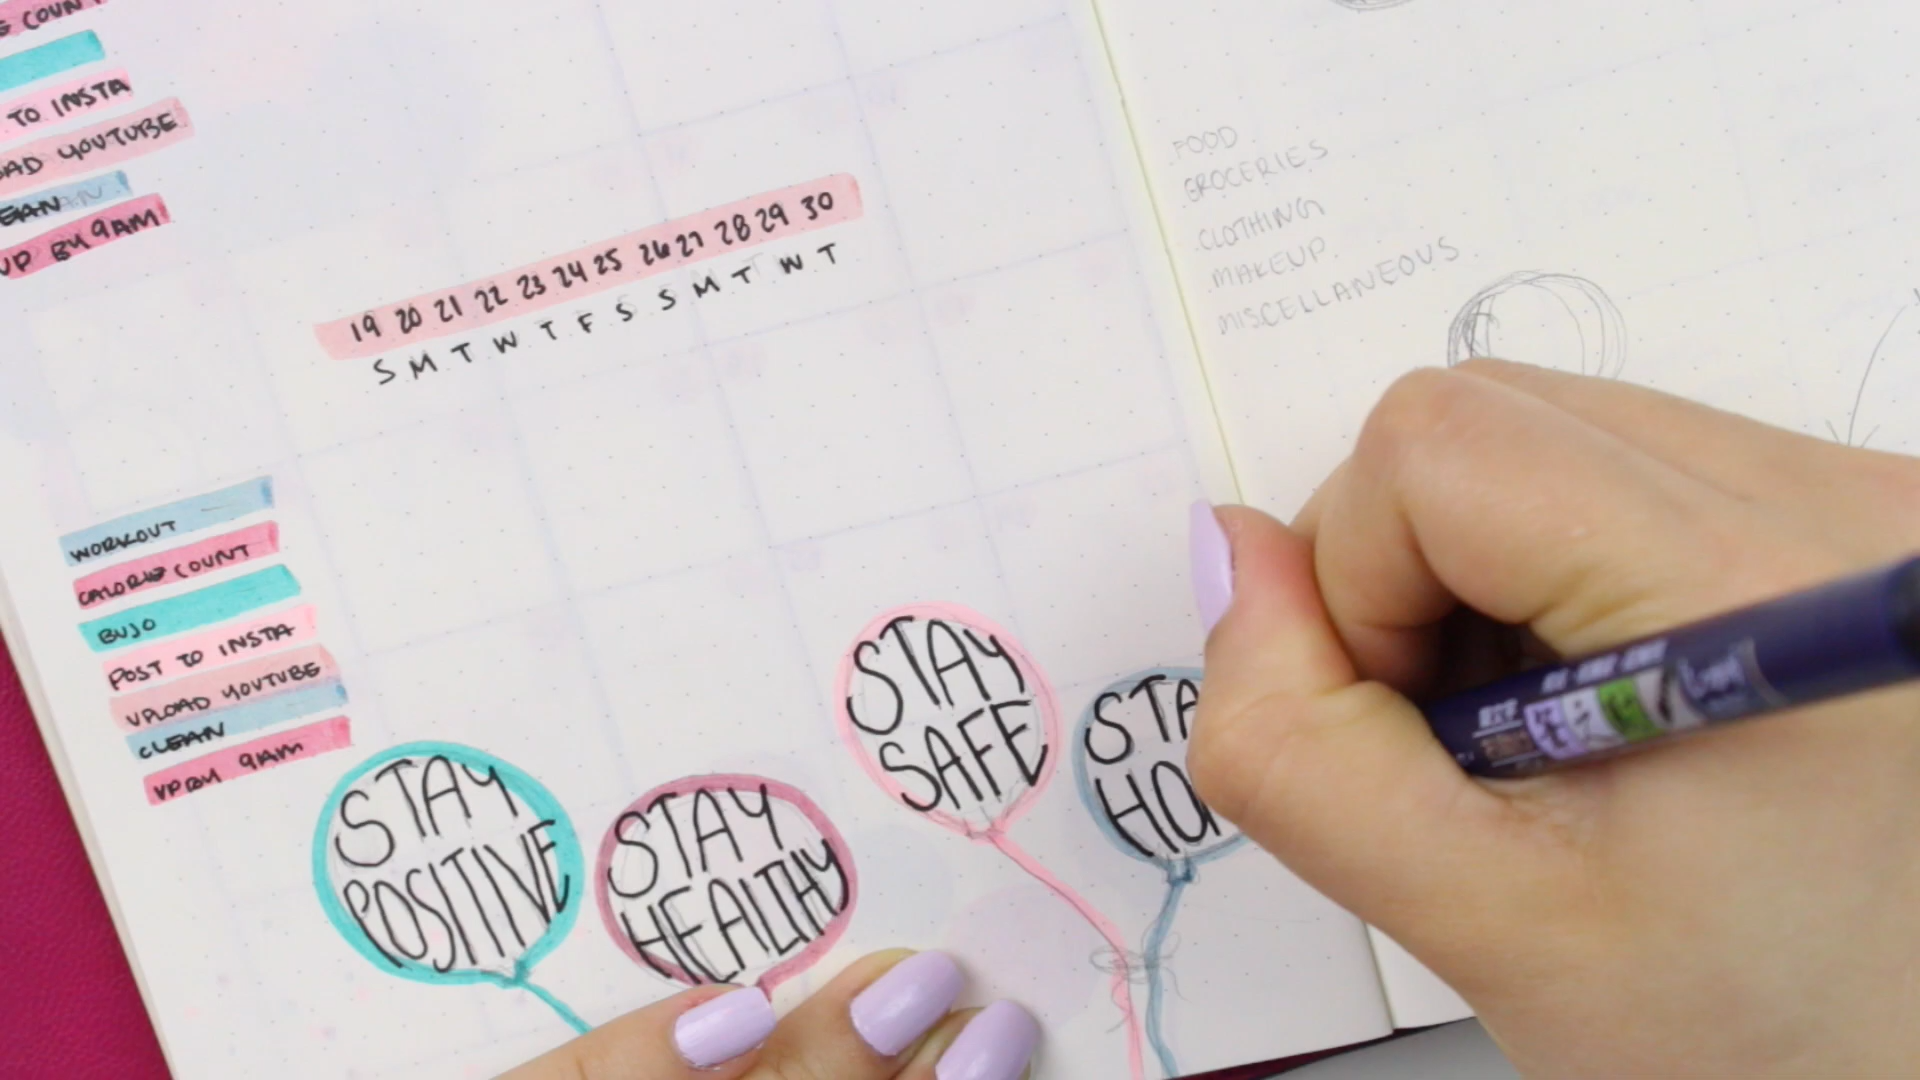 TO INSTA
YOUTUBE
UP BY 9AM
19 20 21 22 23 24 25 26 27 28 29 30
S M T W T F S S M T W T
WORKOUT
CALORIE COUNT
BUJO
POST TO INSTA
UPLOAD YOUTUBE
CLEAN
UP BY 9AM
STAY
POSITIVE
STAY
HEALTHY
STAY
SAFE
STA
HO
FOOD
GROCERIES
CLOTHING
MAKEUP
MISCELLANEOUS